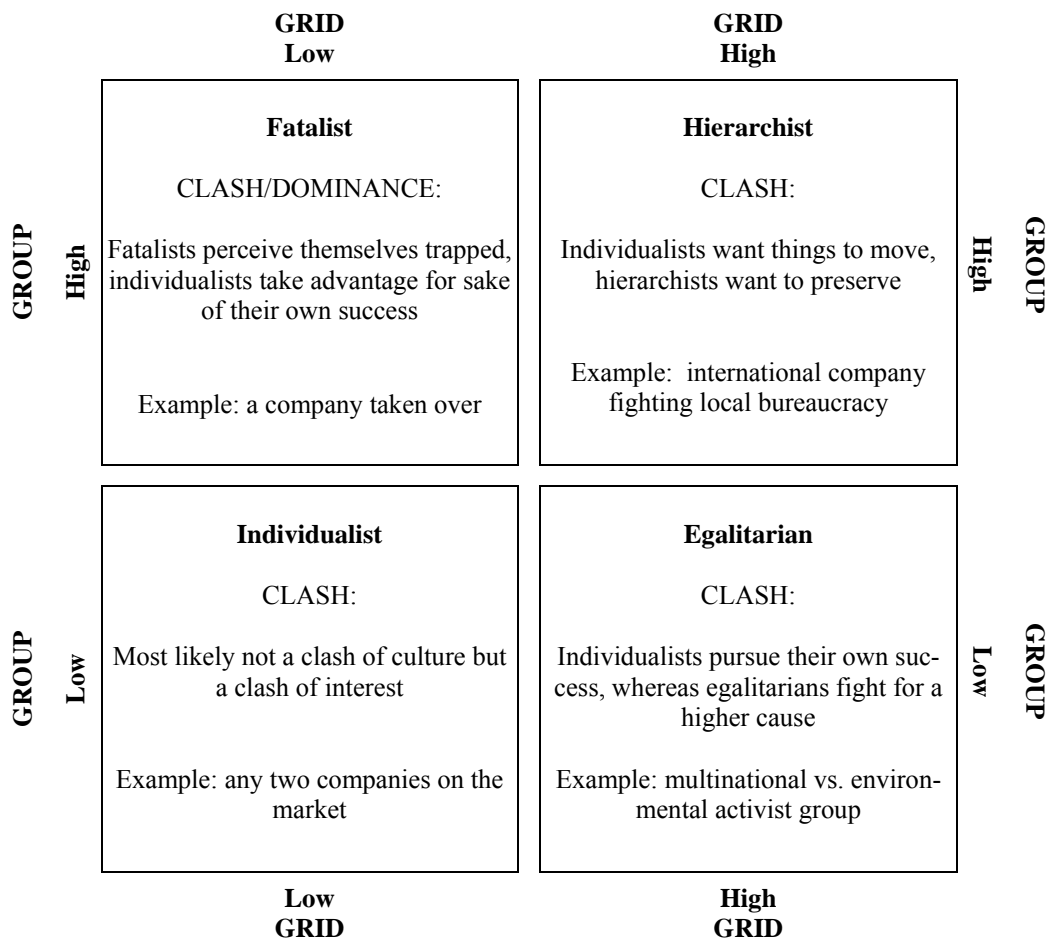 GRID
Low
GRID
High
GROUP
High
Fatalist
CLASH/DOMINANCE:
Fatalists perceive themselves trapped,
individualists take advantage for sake
of their own success
Example: a company taken over
Hierarchist
CLASH:
Individualists want things to move,
hierarchists want to preserve
Example:  international company
fighting local bureaucracy
High
GROUP
GROUP
Low
Individualist
CLASH:
Most likely not a clash of culture but
a clash of interest
Example: any two companies on the
market
Egalitarian
CLASH:
Individualists pursue their own suc-
cess, whereas egalitarians fight for a
higher cause
Example: multinational vs. environ-
mental activist group
Low
GROUP
Low
GRID
High
GRID